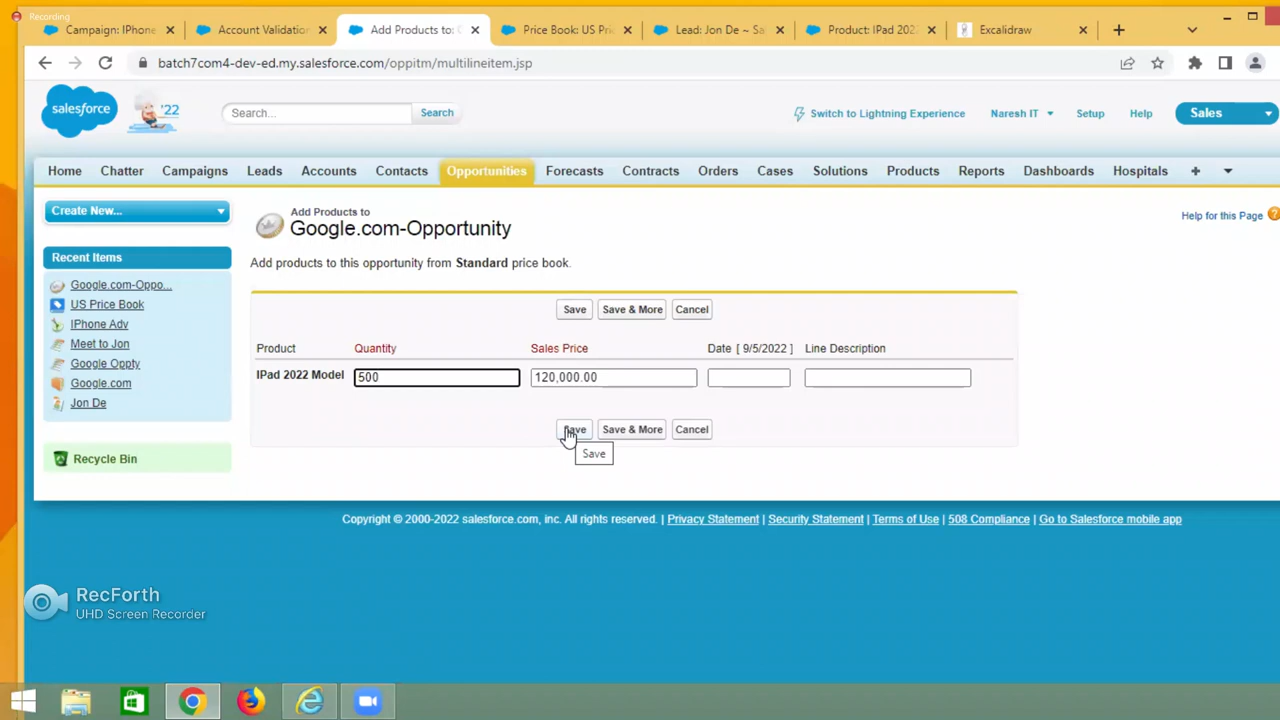 Recording
Campaign: IPhone
Account Validation
Add Products to: G
Price Book: US Pri
Lead: Jon De ~ Sa
Product: IPad 202
Excalidraw
batch7com4-dev-ed.my.salesforce.com/oppitm/multilineitem.jsp
salesforce
'22
Search...
Search
Switch to Lightning Experience
Naresh IT
Setup
Help
Sales
Home Chatter Campaigns Leads Accounts Contacts Opportunities Forecasts Contracts Orders Cases Solutions Products Reports Dashboards Hospitals +
Create New...
Recent Items
Google.com-Oppo...
US Price Book
IPhone Adv
Meet to Jon
Google Oppty
Google.com
Jon De
Recycle Bin
Add Products to
Google.com-Opportunity
Help for this Page ?
Add products to this opportunity from Standard price book.
Save Save & More Cancel
Product Quantity Sales Price Date [ 9/5/2022 ] Line Description
IPad 2022 Model 500 120,000.00
Save Save & More Cancel
Save
Copyright © 2000-2022 salesforce.com, inc. All rights reserved. | Privacy Statement | Security Statement | Terms of Use | 508 Compliance | Go to Salesforce mobile app
RecForth
UHD Screen Recorder